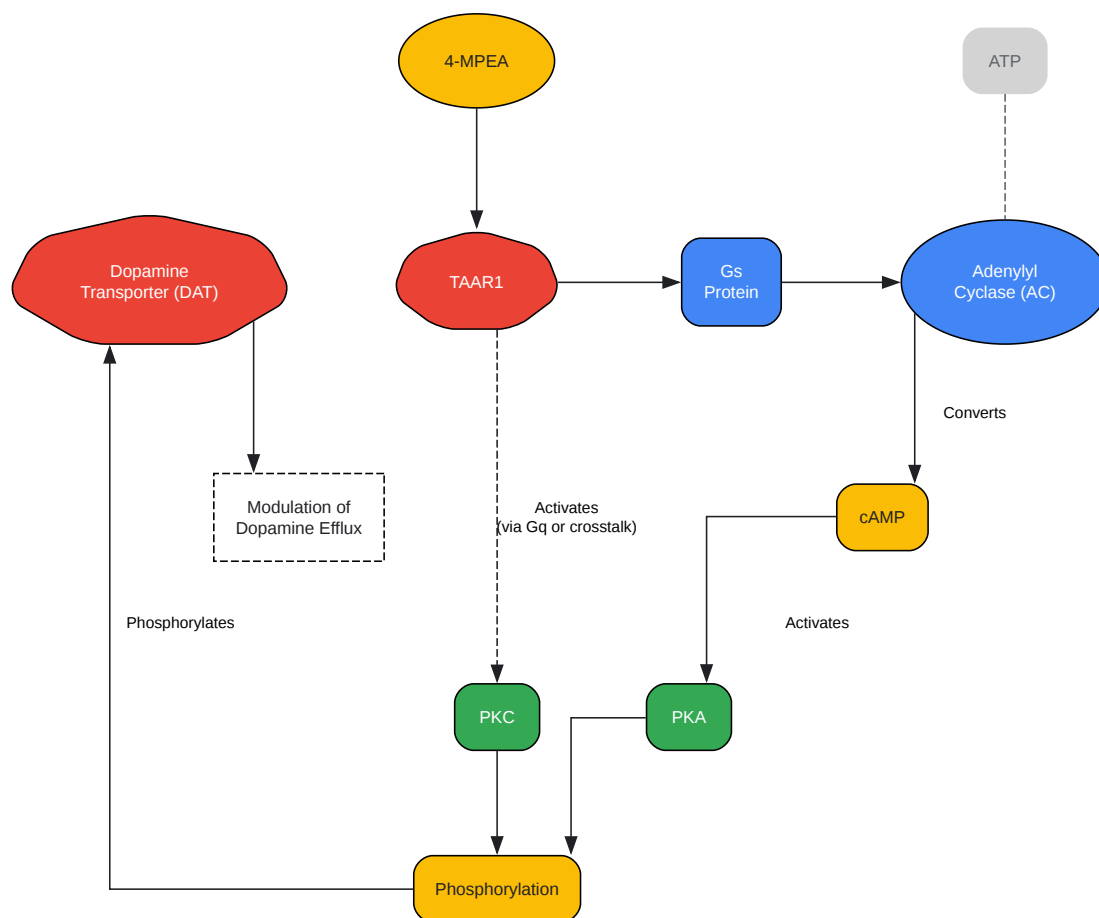 4-MPEA
ATP
Dopamine
Transporter (DAT)
TAAR1
Gs
Protein
Adenylyl
Cyclase (AC)
Converts
Modulation of
Dopamine Efflux
Activates
(via Gq or crosstalk)
cAMP
Phosphorylates
Activates
PKC
PKA
Phosphorylation